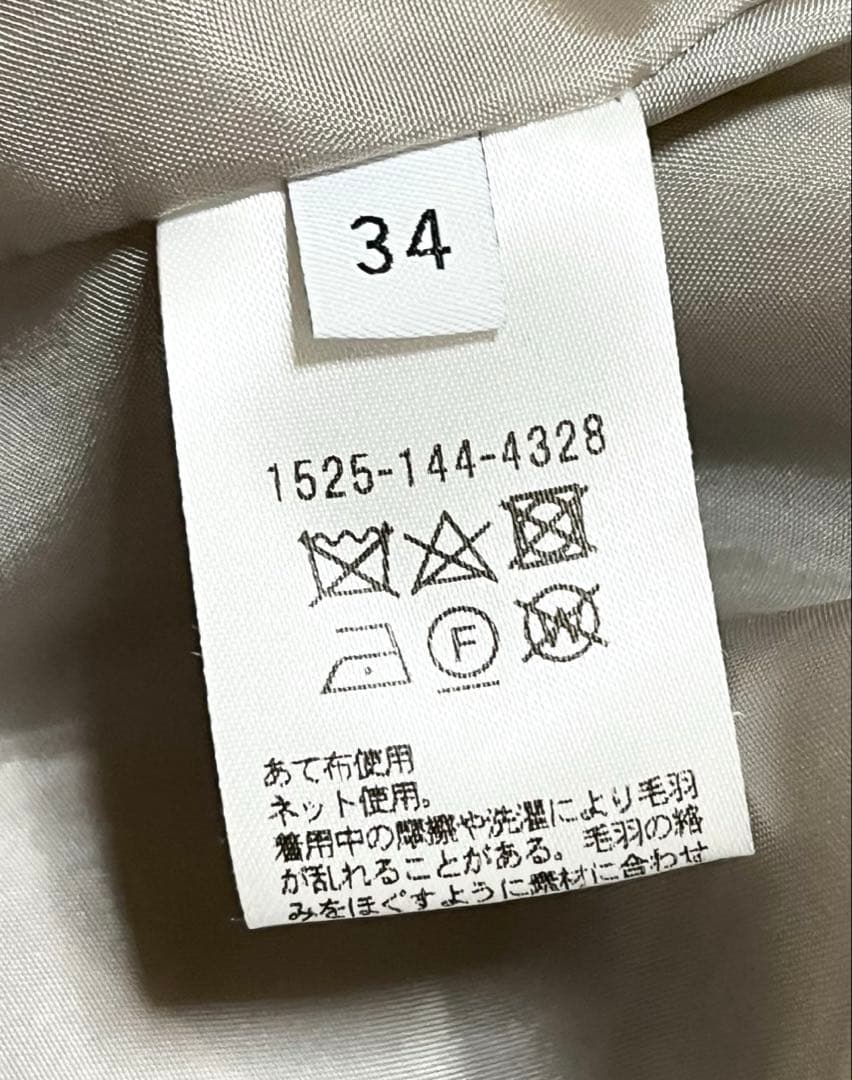 34
1525-144-4328
F
W
あて布使用
ネット使用。
着用中の摩擦や洗濯により毛羽
が乱れることがある。毛羽の縮
みをほぐすように素材に合わせ